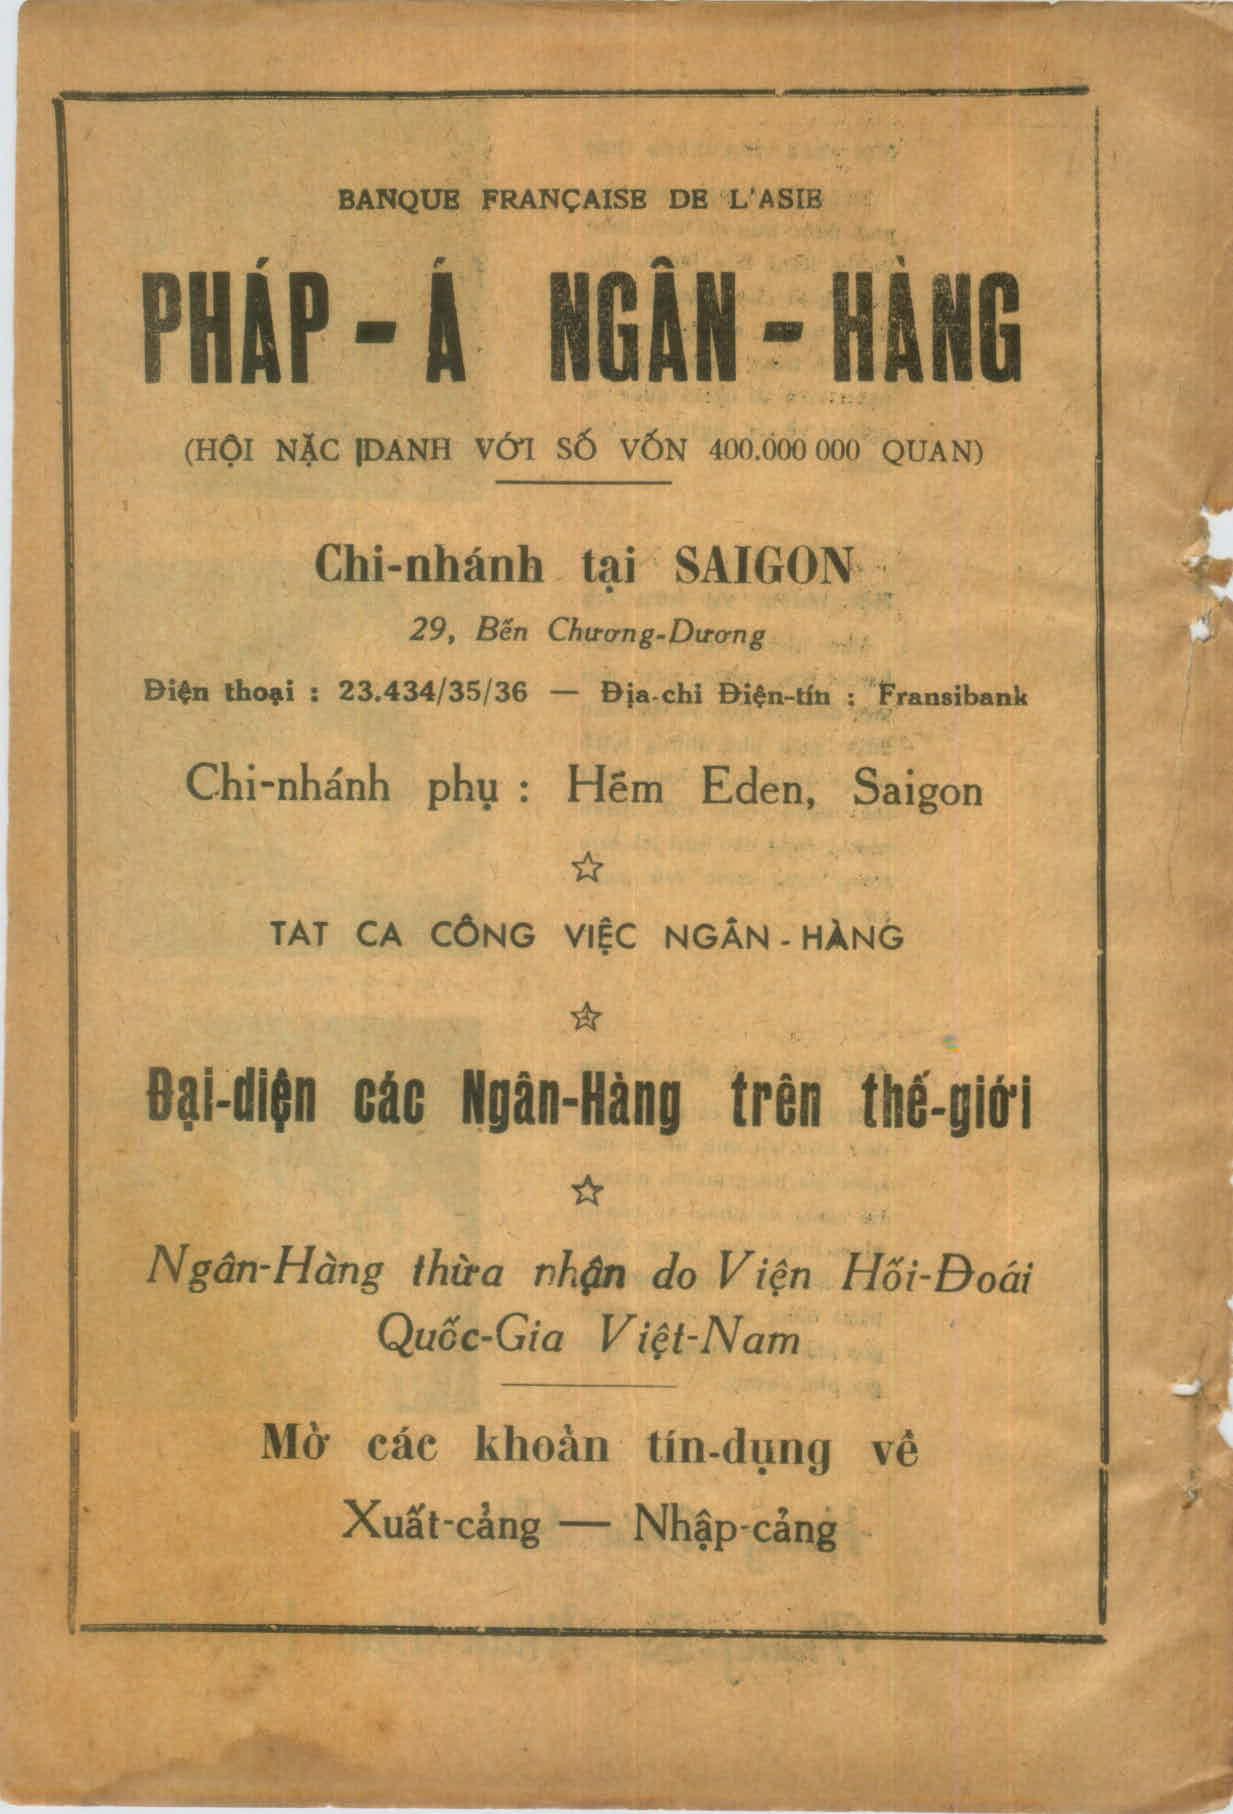 BANQUE FRANÇAISE DE L'ASIE
PHÁP - Á NGÂN - HÀNG
(HỘI NẶC DANH VỚI SỐ VỐN 400.000 000 QUAN)
Chi-nhánh tại SAIGON
29, Bến Chương-Dương
Điện thoại : 23.434/35/36 — Địa-chỉ Điện-tín : Fransibank
Chi-nhánh phụ : Hẻm Eden, Saigon
TAT CA CÔNG VIỆC NGÂN - HÀNG
Đại-diện các Ngân-Hàng trên thế-giới
Ngân-Hàng thừa nhận do Viện Hối-Đoái
Quốc-Gia Việt-Nam
Mở các khoản tín-dụng về
Xuất-cảng — Nhập-cảng